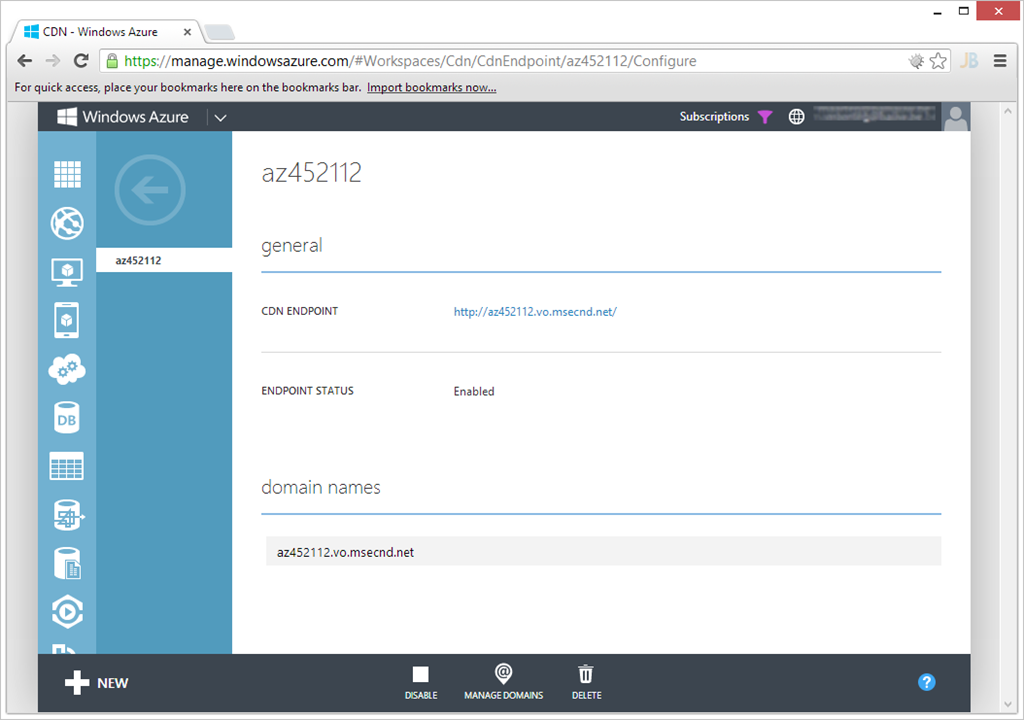 CDN - Windows Azure
https://manage.windowsazure.com/#Workspaces/Cdn/CdnEndpoint/az452112/Configure
JB
For quick access, place your bookmarks here on the bookmarks bar. Import bookmarks now...
Windows Azure
Subscriptions
az452112
az452112
general
CDN ENDPOINT
http://az452112.vo.msecnd.net/
ENDPOINT STATUS
Enabled
DB
domain names
az452112.vo.msecnd.net
NEW
DISABLE
@
MANAGE DOMAINS
DELETE
?